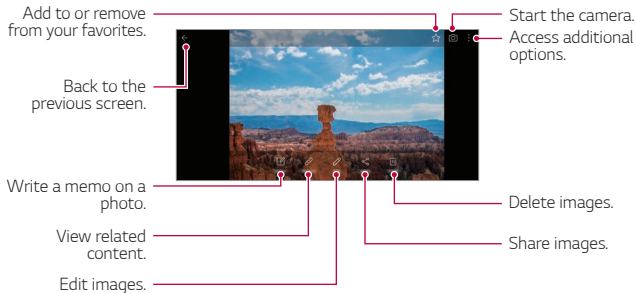 Add to or remove
from your favorites.
Back to the
previous screen.
Write a memo on a
photo.
View related
content.
Edit images.
Start the camera.
Access additional
options.
Delete images.
Share images.